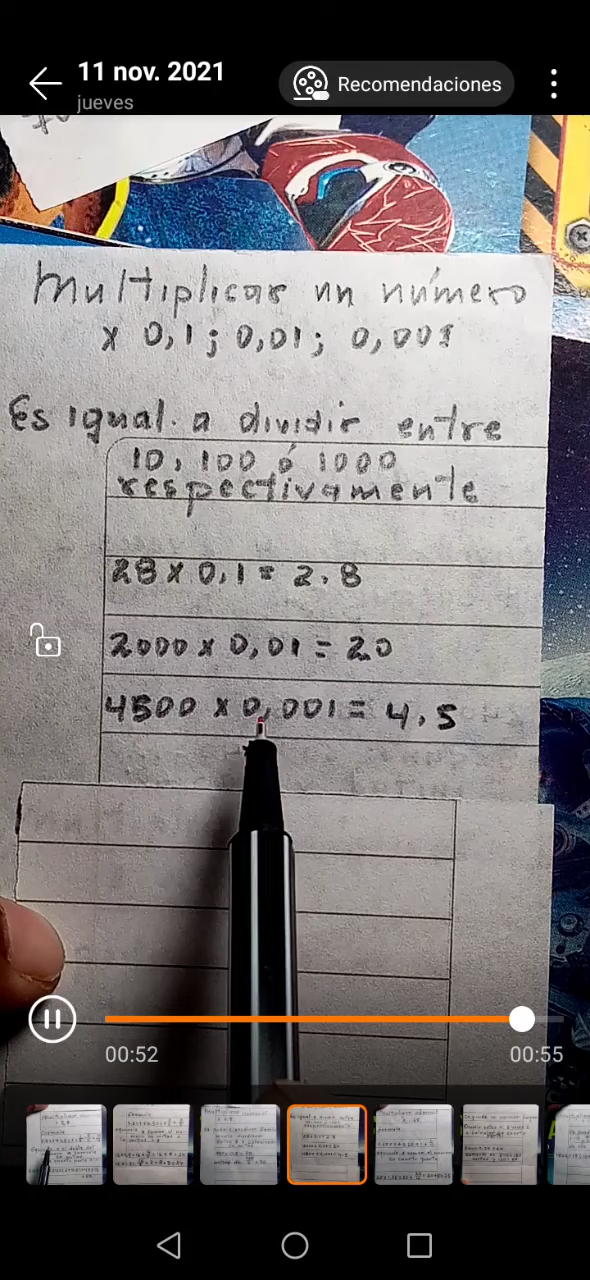 11 nov. 2021
jueves
Recomendaciones
Multiplicar un número
x 0,1; 0,01; 0,001
Es igual a dividir entre
10, 100 ó 1000
respectivamente
28 x 0,1 = 2.8
2000 x 0,01 = 20
4500 x 0,001 = 4.5
00:52
00:55